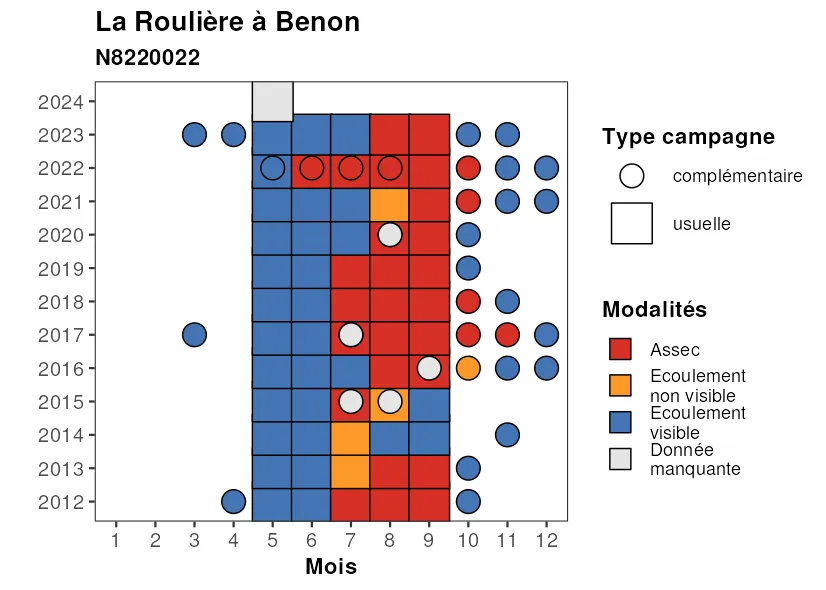 La Roulière à Benon
N8220022
2024
2023
2022
2021
2020
2019
2018
2017
2016
2015
2014
2013
2012
1 2 3 4 5 6 7 8 9 10 11 12
Mois
Type campagne
complémentaire
usuelle
Modalités
Assec
Ecoulement
non visible
Ecoulement
visible
Donnée
manquante